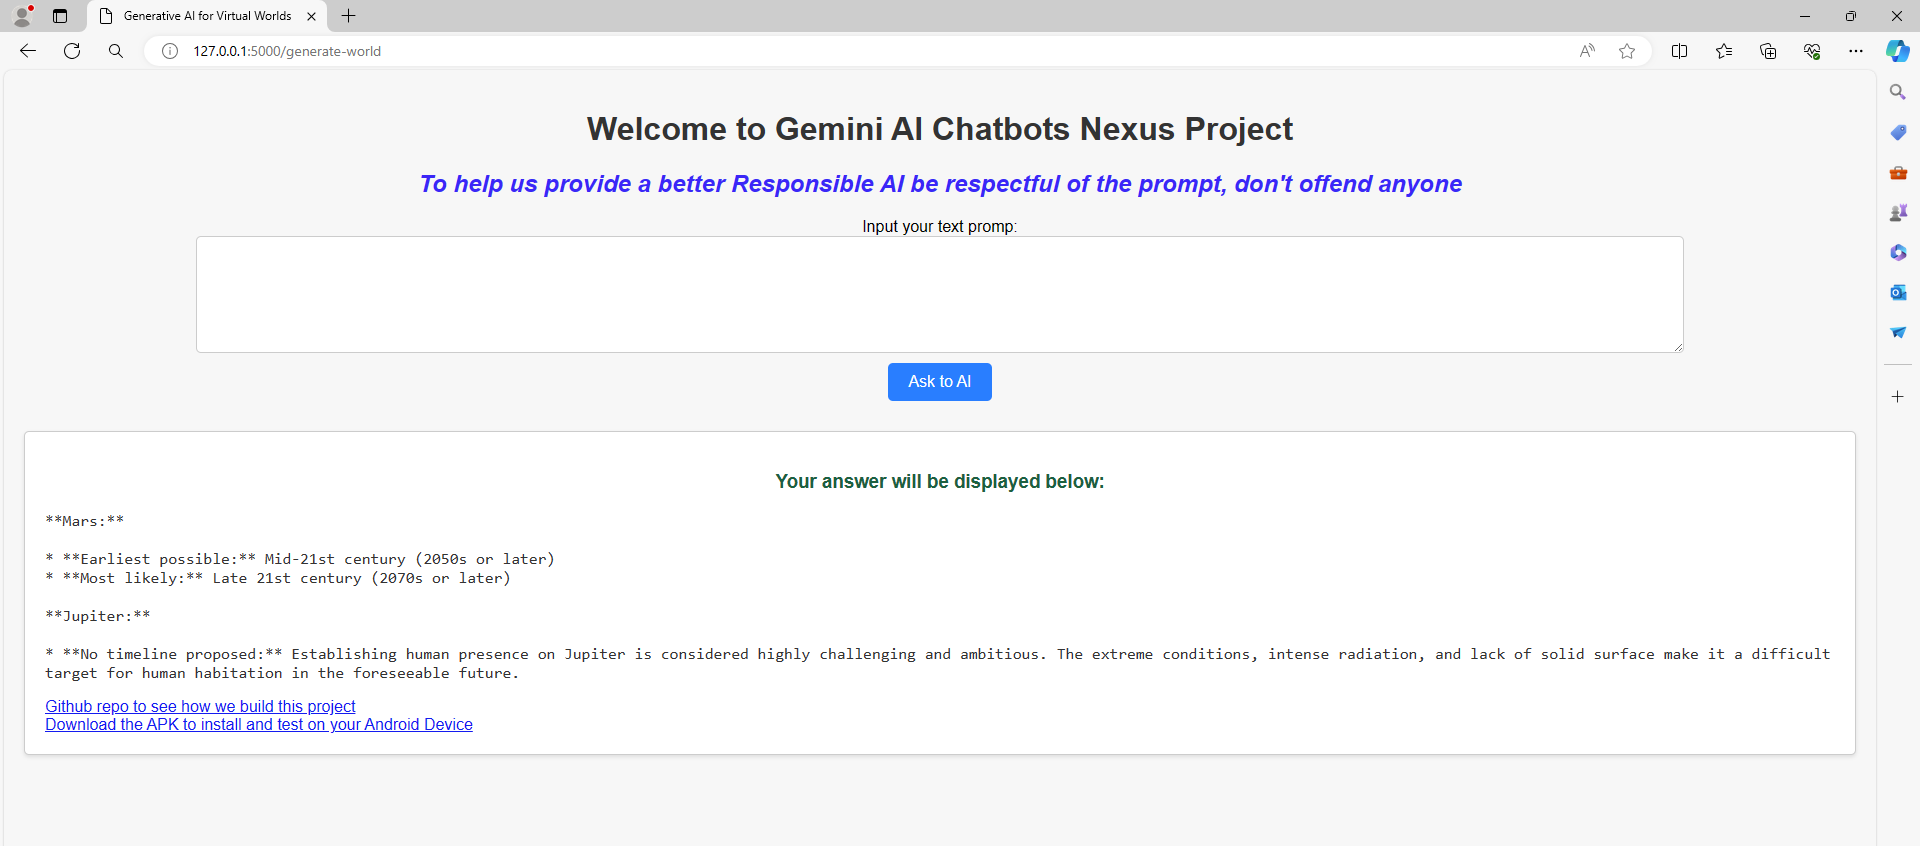 Generative AI for Virtual Worlds
127.0.0.1:5000/generate-world
Welcome to Gemini AI Chatbots Nexus Project
To help us provide a better Responsible AI be respectful of the prompt, don't offend anyone
Input your text promp:
Ask to AI
Your answer will be displayed below:
**Mars:**
* **Earliest possible:** Mid-21st century (2050s or later)
* **Most likely:** Late 21st century (2070s or later)
**Jupiter:**
* **No timeline proposed:** Establishing human presence on Jupiter is considered highly challenging and ambitious. The extreme conditions, intense radiation, and lack of solid surface make it a difficult
target for human habitation in the foreseeable future.
Github repo to see how we build this project
Download the APK to install and test on your Android Device